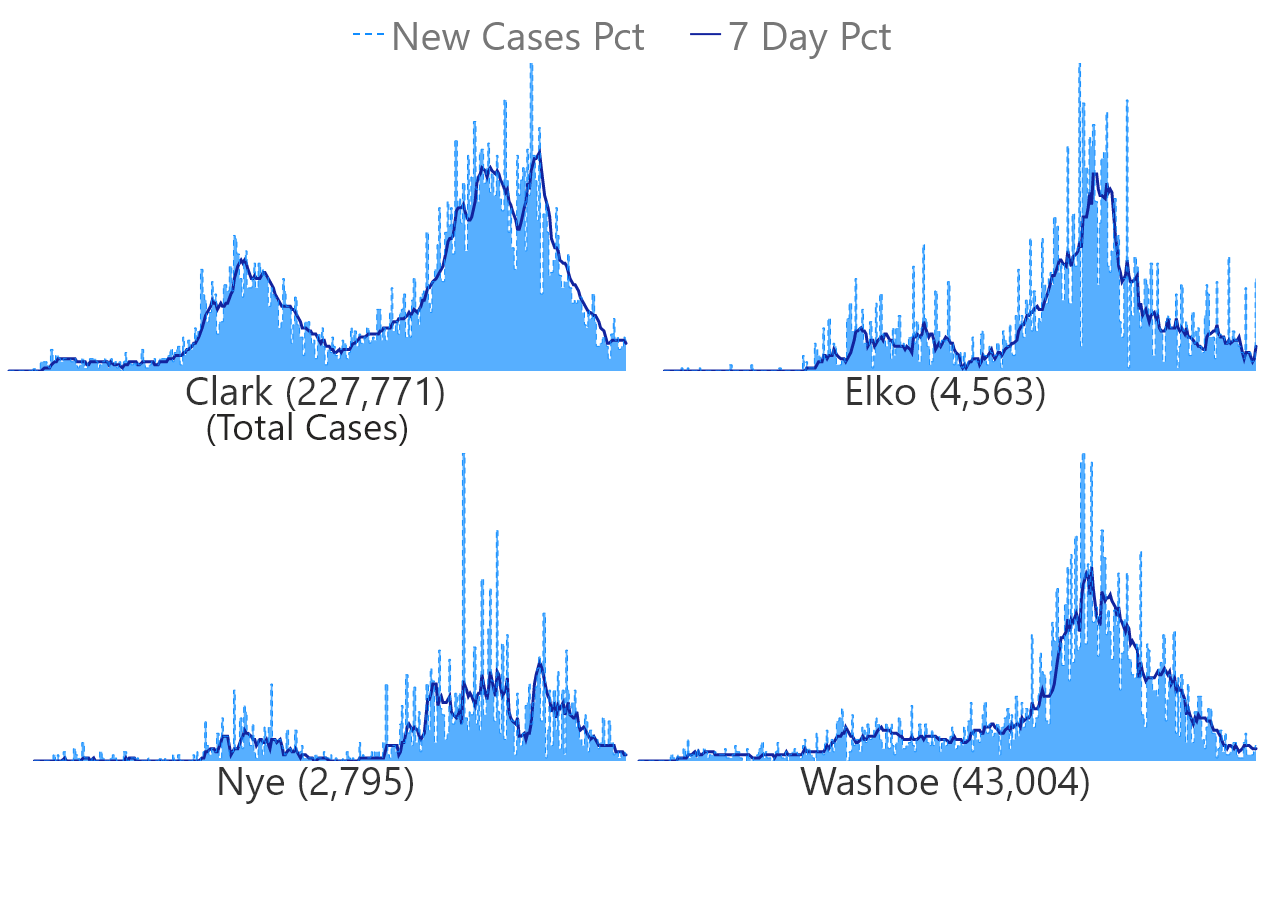 New Cases Pct 7 Day Pct
Clark (227,771) Elko (4,563)
(Total Cases)
Nye (2,795) Washoe (43,004)